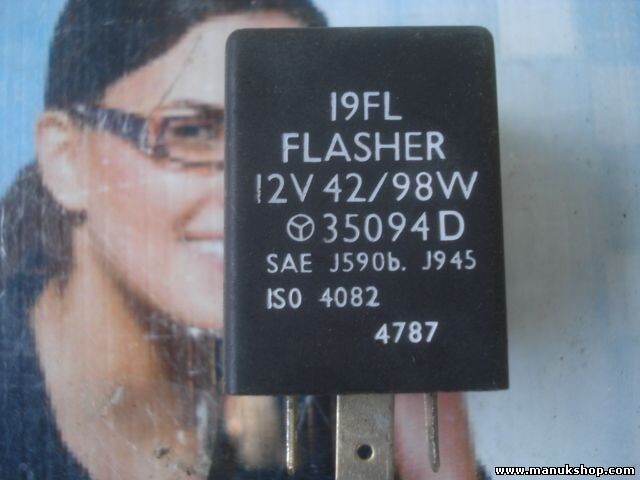 19FL
FLASHER
12V 42/98W
35094D
SAE J590b. J945
ISO 4082
4787
www.manukshop.com